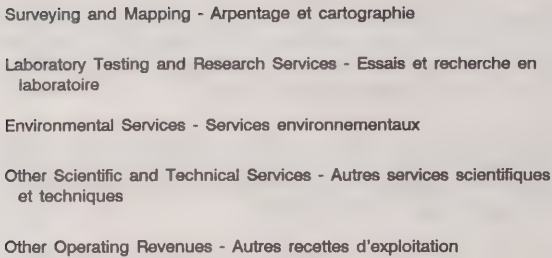 Surveying and Mapping - Arpentage et cartographie
Laboratory Testing and Research Services - Essais et recherche en
laboratoire
Environmental Services - Services environnementaux
Other Scientific and Technical Services - Autres services scientifiques
et techniques
Other Operating Revenues - Autres recettes d'exploitation